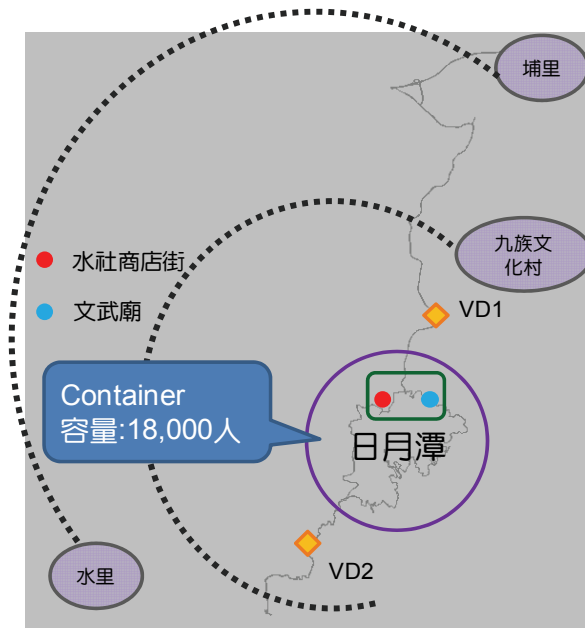 埔里
九族文
化村
水社商店街
VD1
文武廟
Container
容量:18,000人
日月潭
VD2
水里